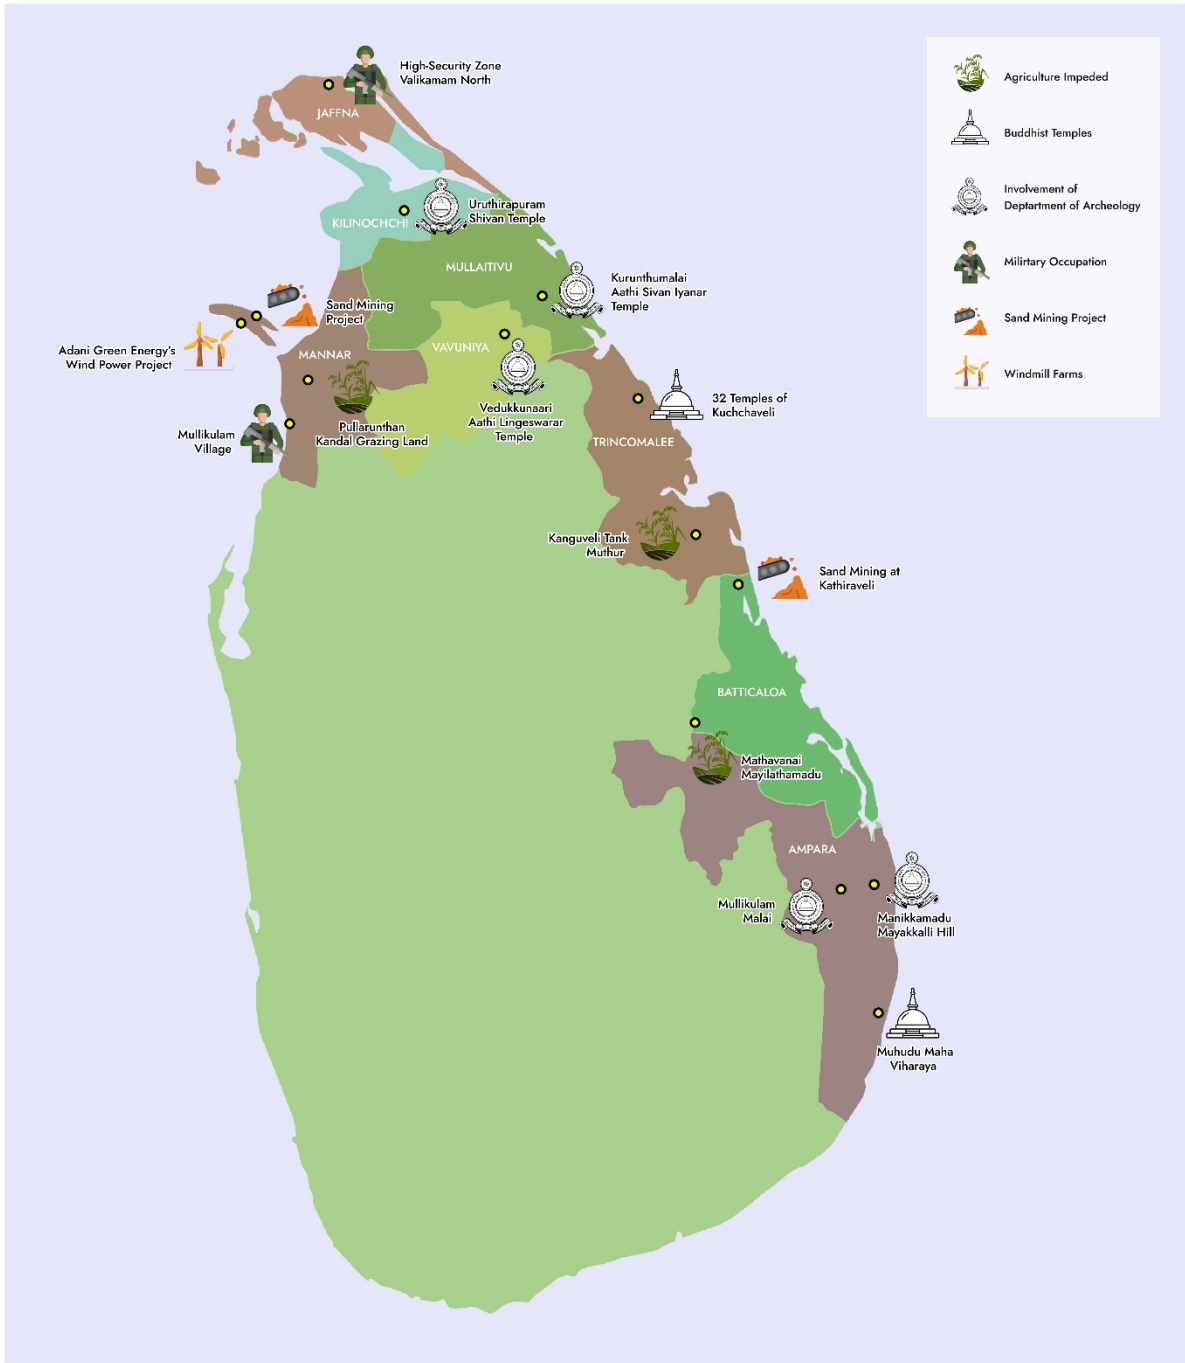 High-Security Zone
Valikamam North
JAFFNA
Uruthirapuram
Shivan Temple
KILINOCHCHI
MULLAITIVU
Kurunthumalai
Aathi Sivan Iyanar
Temple
Sand Mining
Project
Adani Green Energy's
Wind Power Project
MANNAR
VAVUNIYA
Vedukkunaari
Aathi Lingeswarar
Temple
32 Temples of
Kuchchaveli
Mullikulam
Village
Pullarunthan
Kandal Grazing Land
TRINCOMALEE
Kanguveli Tank
Muthur
Sand Mining at
Kathiraveli
BATTICALOA
Mathavanai
Mayilathamadu
AMPARA
Mullikulam
Malai
Manikkamadu
Mayakkalli Hill
Muhudu Maha
Viharaya
Agriculture Impeded
Buddhist Temples
Involvement of
Deptartment of Archeology
Milirtary Occupation
Sand Mining Project
Windmill Farms